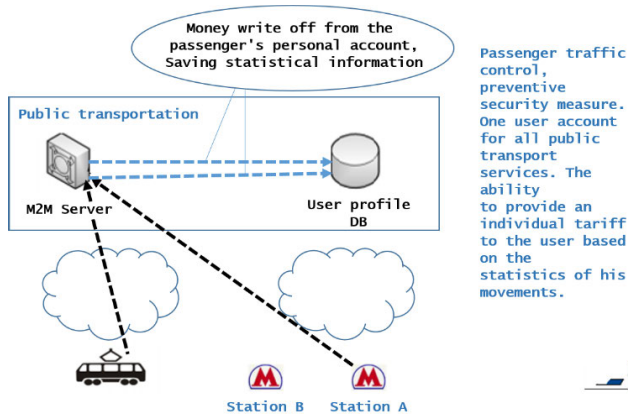 Money write off from the
passenger's personal account,
Saving statistical information
Public transportation
M2M Server
User profile
DB
Passenger traffic
control,
preventive
security measure.
One user account
for all public
transport
services. The
ability
to provide an
individual tariff
to the user based
on the
statistics of his
movements.
M
M
Station B
Station A